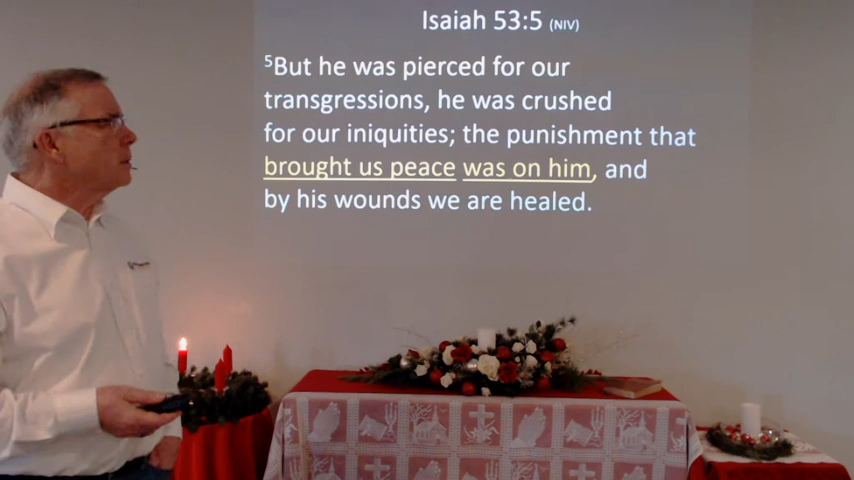 Isaiah 53:5 (NIV)
⁵But he was pierced for our
transgressions, he was crushed
for our iniquities; the punishment that
brought us peace was on him, and
by his wounds we are healed.